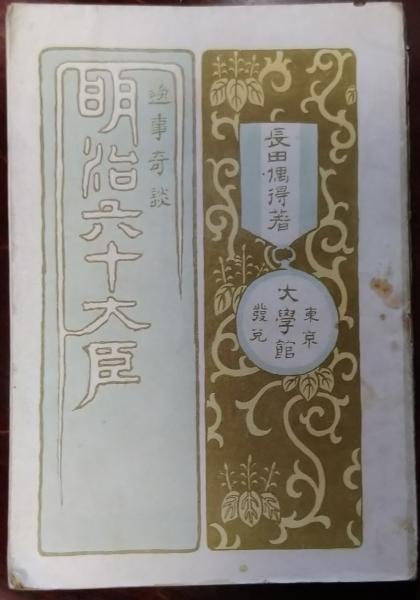 長田偶得著
東京
大學館
發兌
逸事奇談
明治六十大臣